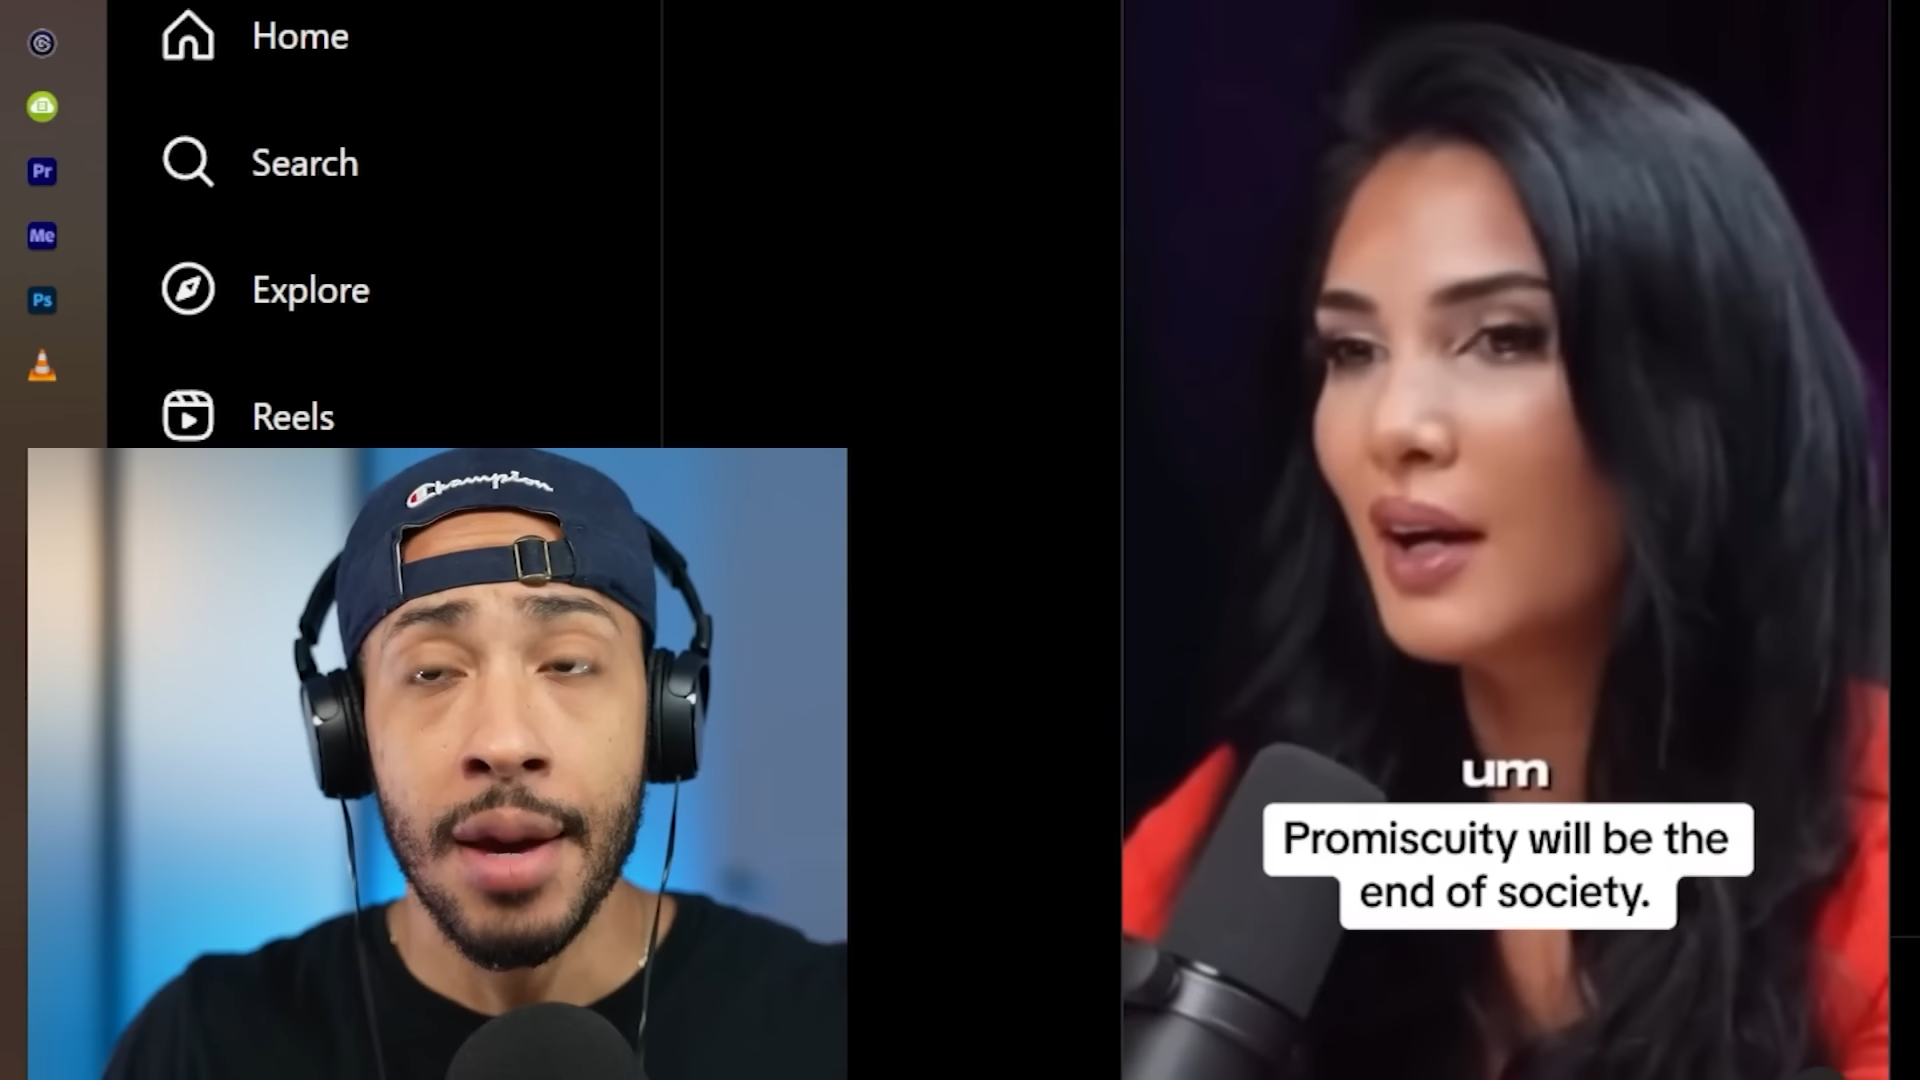 Home
Search
Explore
Reels
Pr
Me
Ps
Champion
um
Promiscuity will be the
end of society.